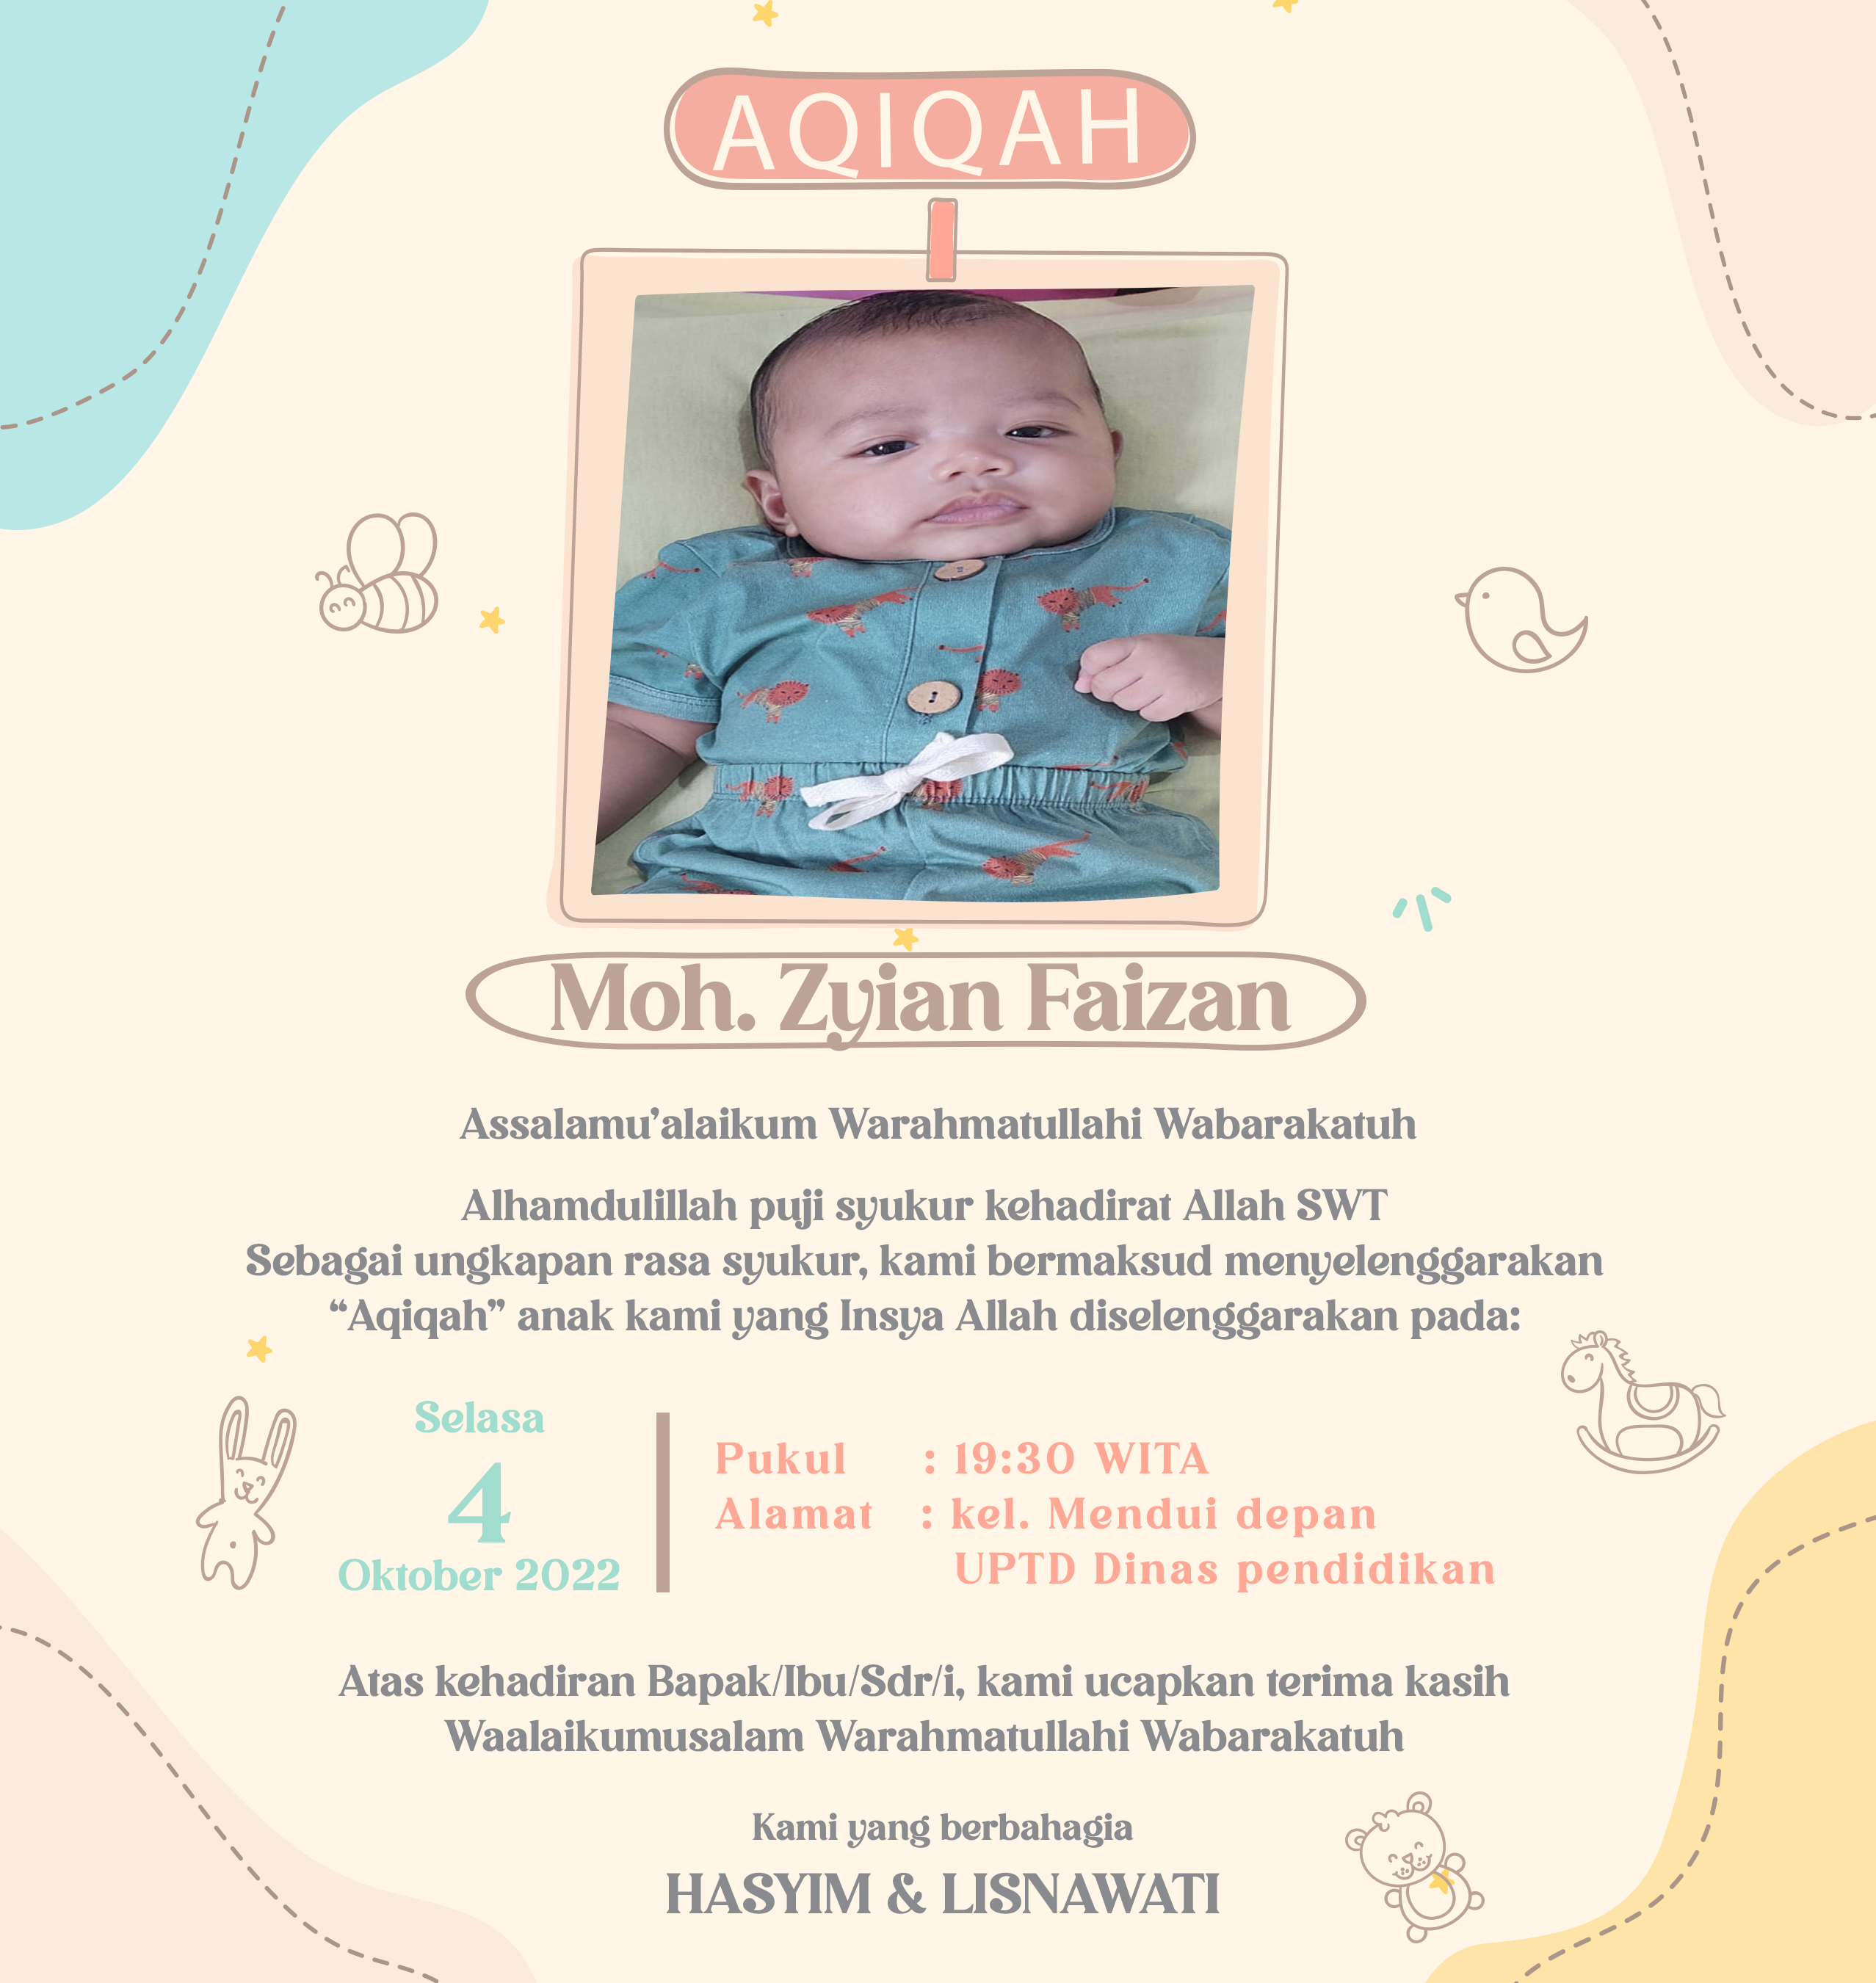 AQIQAH
Moh. Zyian Faizan
Assalamu’alaikum Warahmatullahi Wabarakatuh
Alhamdulillah puji syukur kehadirat Allah SWT
Sebagai ungkapan rasa syukur, kami bermaksud menyelenggarakan
“Aqiqah” anak kami yang Insya Allah diselenggarakan pada:
Selasa
4
Oktober 2022
Pukul : 19:30 WITA
Alamat : kel. Mendui depan
UPTD Dinas pendidikan
Atas kehadiran Bapak/Ibu/Sdr/i, kami ucapkan terima kasih
Waalaikumusalam Warahmatullahi Wabarakatuh
Kami yang berbahagia
HASYIM & LISNAWATI